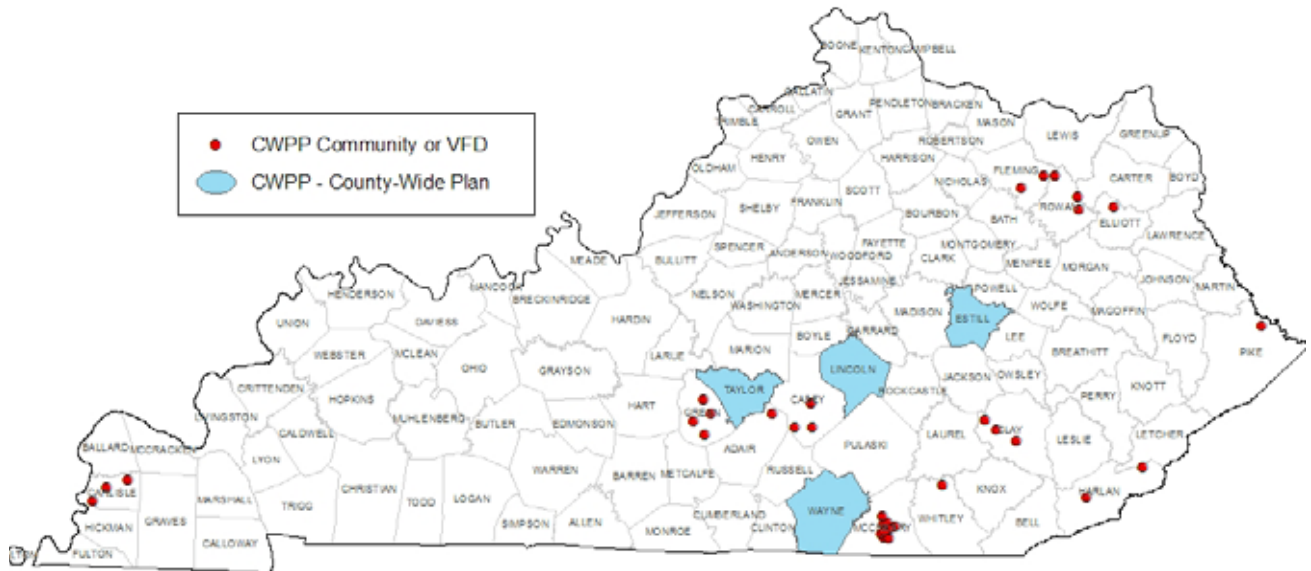 BOONE KENTON CAMPBELL
GALLATIN
CARROLL GRANT PENDLETON BRACKEN
TRIMBLE MASON
CWPP Community or VFD
OWEN ROBERTSON LEWIS GREENUP
HENRY HARRISON
OLDHAM FLEMING CARTER BOYD
CWPP - County-Wide Plan
NICHOLAS
SCOTT
SHELBY FRANKLIN ROWAN
JEFFERSON BOURBON BATH ELLIOTT
SPENCER ANDERSON WOODFORD FAYETTE MONTGOMERY LAWRENCE
BULLITT CLARK MENIFEE MORGAN
MEADE
JESSAMINE JOHNSON
HANCOCK NELSON MERCER POWELL MARTIN
HENDERSON BRECKINRIDGE WASHINGTON MADISON WOLFE MAGOFFIN
UNION DAVIESS HARDIN ESTILL
GARRARD LEE FLOYD
WEBSTER MCLEAN LARUE MARION BOYLE BREATHITT PIKE
OHIO GRAYSON LINCOLN
JACKSON OWSLEY
CRITTENDEN TAYLOR ROCKCASTLE KNOTT
HOPKINS CASEY PERRY
LIVINGSTON MUHLENBERG BUTLER HART GREEN
EDMONSON CLAY
CALDWELL LAUREL LESLIE LETCHER
BALLARD MCCRACKEN ADAIR PULASKI
LYON
WARREN METCALFE RUSSELL
CARLISLE BARREN KNOX HARLAN
MARSHALL TRIGG CHRISTIAN TODD LOGAN
CUMBERLAND WAYNE
HICKMAN GRAVES SIMPSON ALLEN MONROE CLINTON MCCREARY WHITLEY BELL
CALLOWAY
FULTON